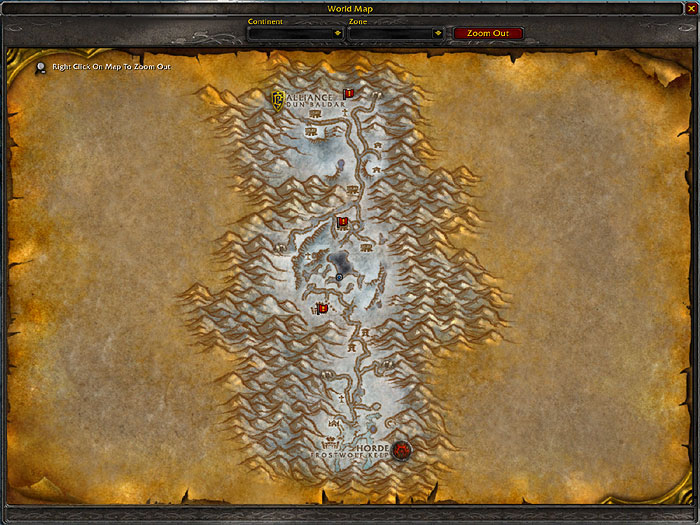 World Map
Continent
Zone
Zoom Out
Right Click On Map To Zoom Out
ALLIANCE
DUN BALDAR
HORDE
FROSTWOLF KEEP